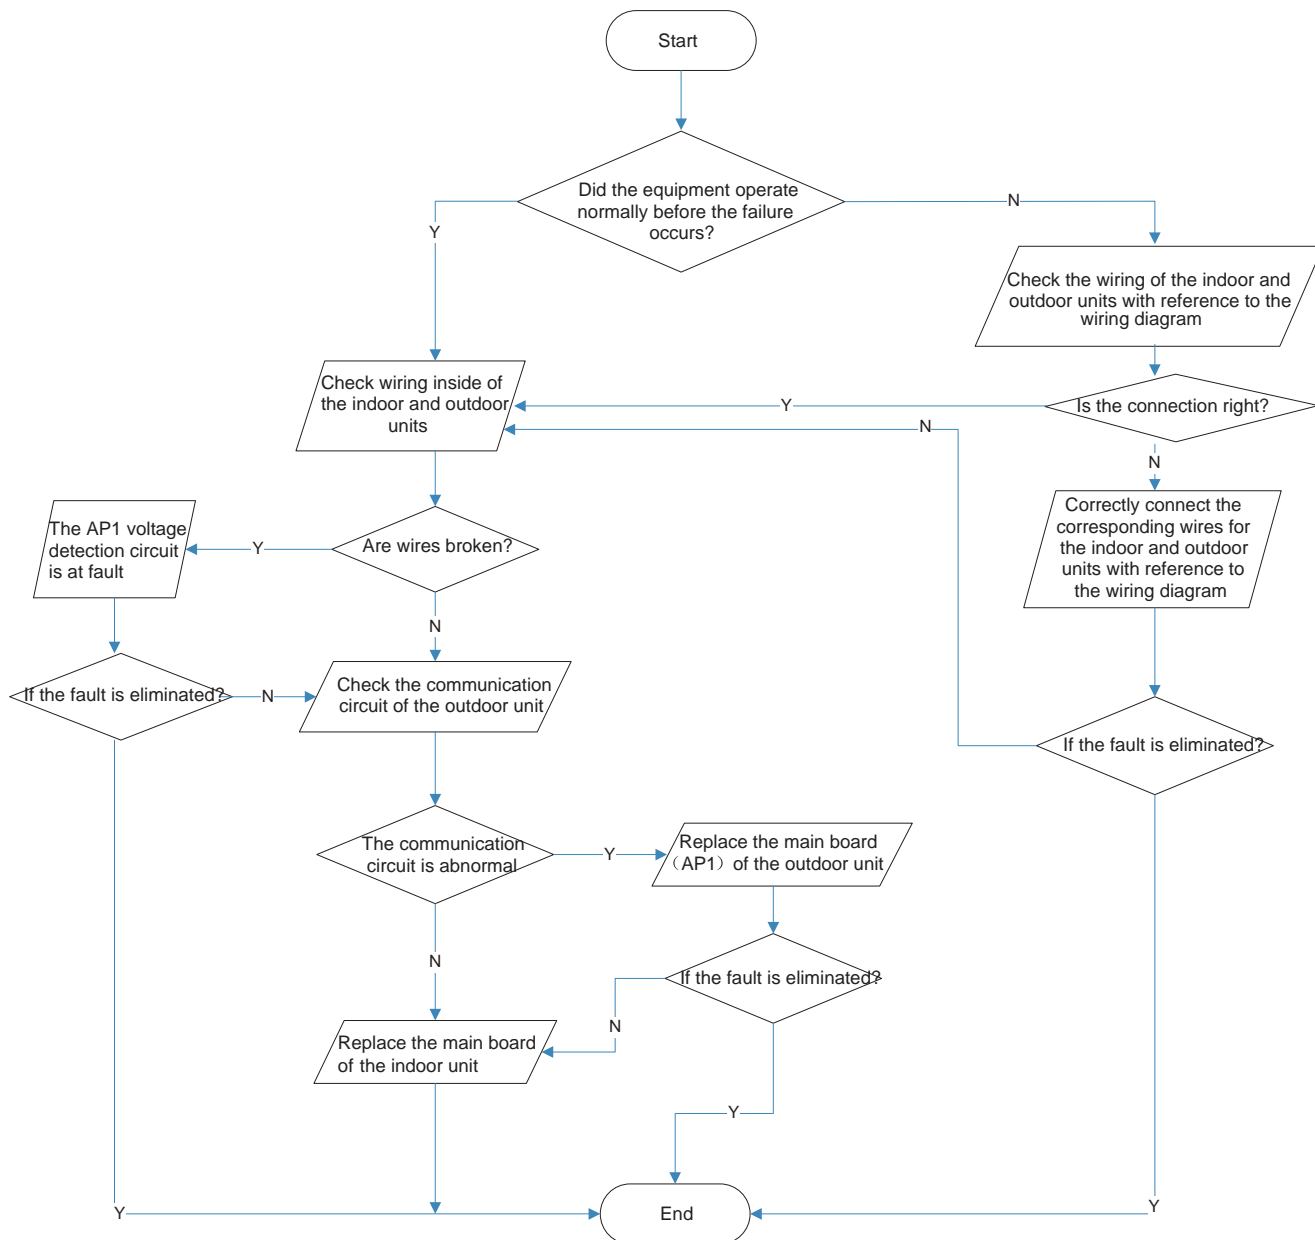 Start
Did the equipment operate
normally before the failure
occurs?
N
Y
Check the wiring of the indoor and
outdoor units with reference to the
wiring diagram
Check wiring inside of
the indoor and outdoor
units
Y
Is the connection right?
N
N
Correctly connect the
corresponding wires for
the indoor and outdoor
units with reference to
the wiring diagram
The AP1 voltage
detection circuit
is at fault
Y
Are wires broken?
N
If the fault is eliminated?
N
Check the communication
circuit of the outdoor unit
If the fault is eliminated?
The communication
circuit is abnormal
Y
Replace the main board
（AP1）of the outdoor unit
N
If the fault is eliminated?
N
Replace the main board
of the indoor unit
Y
Y
End
Y